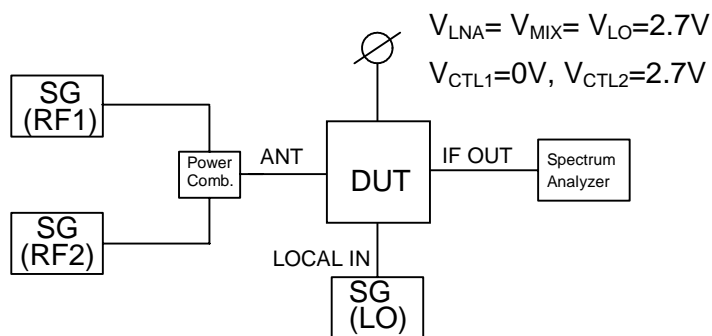 V_LNA= V_MIX= V_LO=2.7V
V_CTL1=0V, V_CTL2=2.7V
SG
(RF1)
Power
Comb.
ANT
DUT
IF OUT
Spectrum
Analyzer
SG
(RF2)
LOCAL IN
SG
(LO)